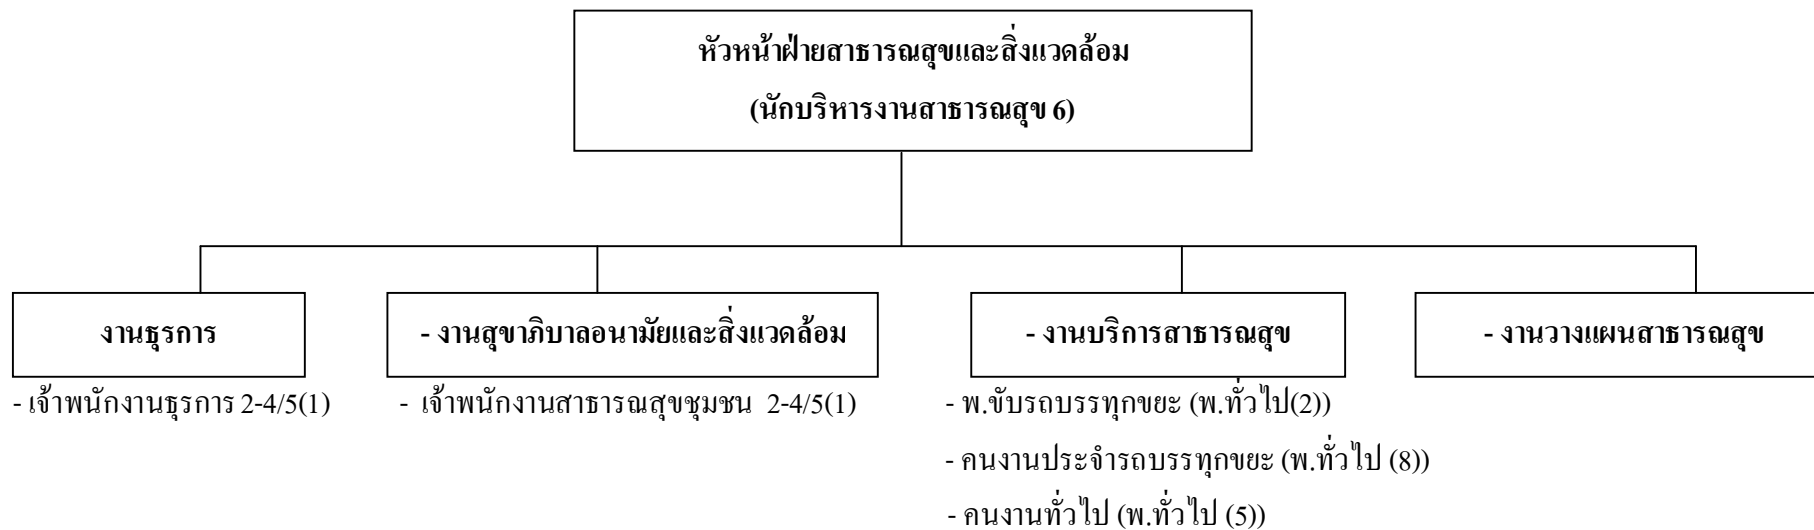 หัวหน้าฝ่ายสาธารณสุขและสิ่งแวดล้อม
(นักบริหารงานสาธารณสุข 6)
งานธุรการ
- งานสุขาภิบาลอนามัยและสิ่งแวดล้อม
- งานบริการสาธารณสุข
- งานวางแผนสาธารณสุข
- เจ้าพนักงานธุรการ 2-4/5(1)
- เจ้าพนักงานสาธารณสุขชุมชน 2-4/5(1)
- พ.ขับรถบรรทุกขยะ (พ.ทั่วไป(2))
- คนงานประจำรถบรรทุกขยะ (พ.ทั่วไป (8))
- คนงานทั่วไป (พ.ทั่วไป (5))